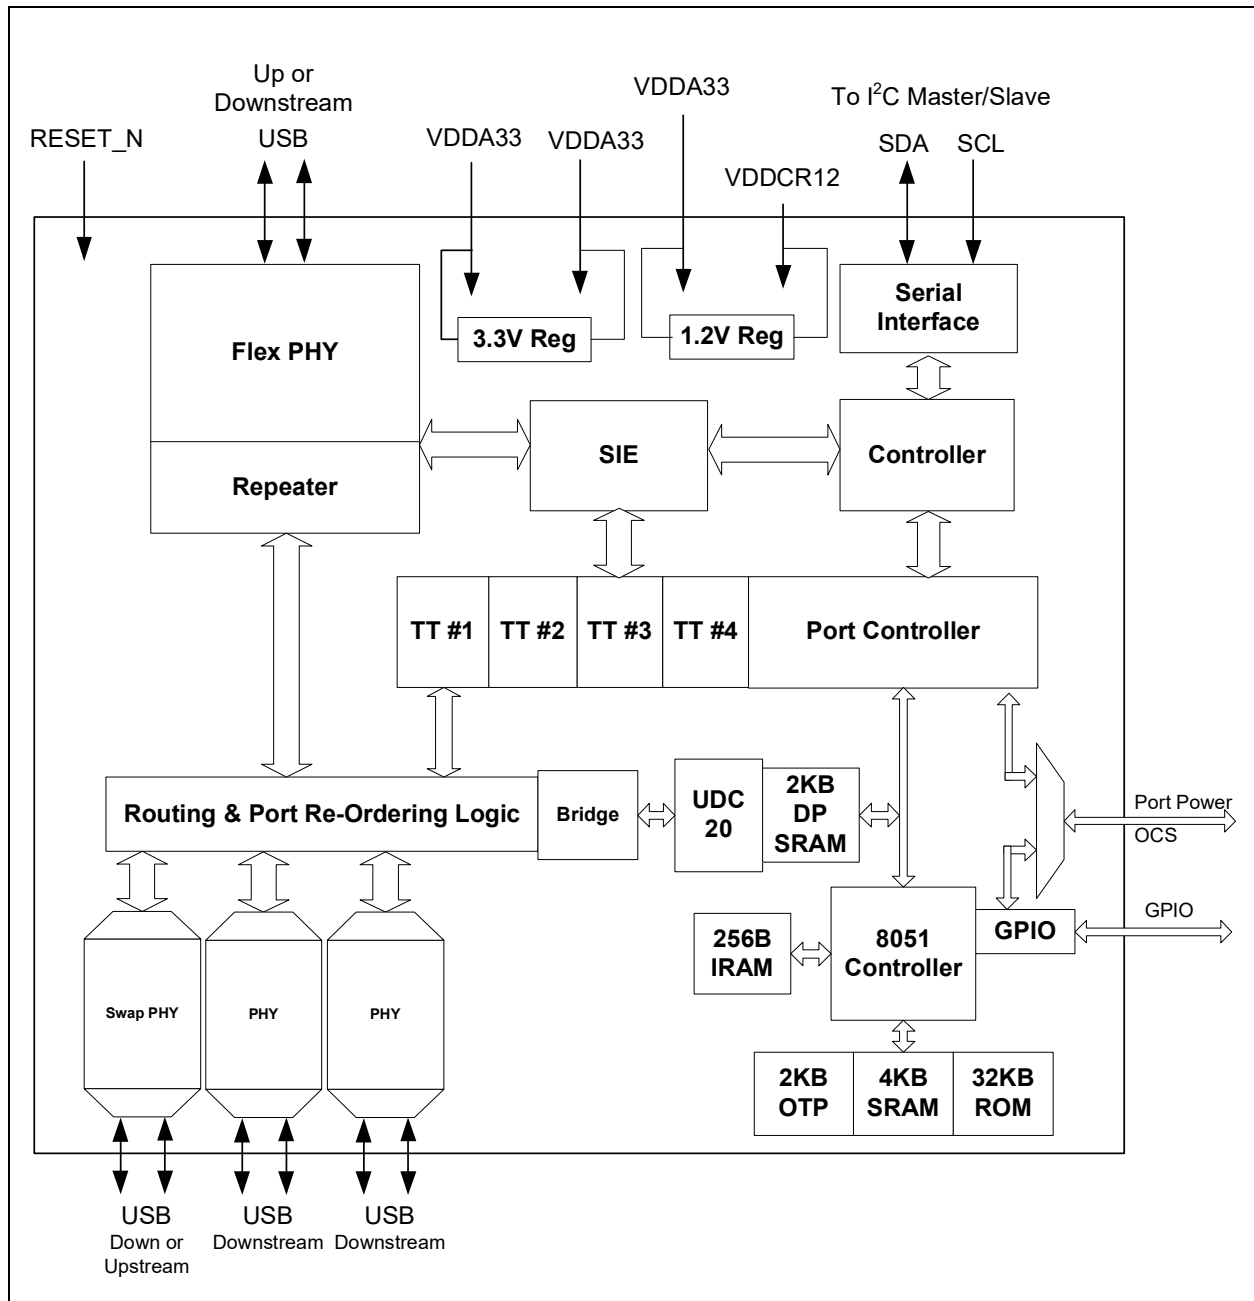 Up or
Downstream
USB
RESET_N
VDDA33
VDDA33
VDDA33
VDDCR12
To I²C Master/Slave
SDA
SCL
Flex PHY
Repeater
3.3V Reg
1.2V Reg
Serial
Interface
SIE
Controller
TT #1
TT #2
TT #3
TT #4
Port Controller
Routing & Port Re-Ordering Logic
Bridge
UDC
20
2KB
DP
SRAM
Port Power
OCS
256B
IRAM
8051
Controller
GPIO
GPIO
Swap PHY
PHY
PHY
2KB
OTP
4KB
SRAM
32KB
ROM
USB
Down or
Upstream
USB
Downstream
USB
Downstream